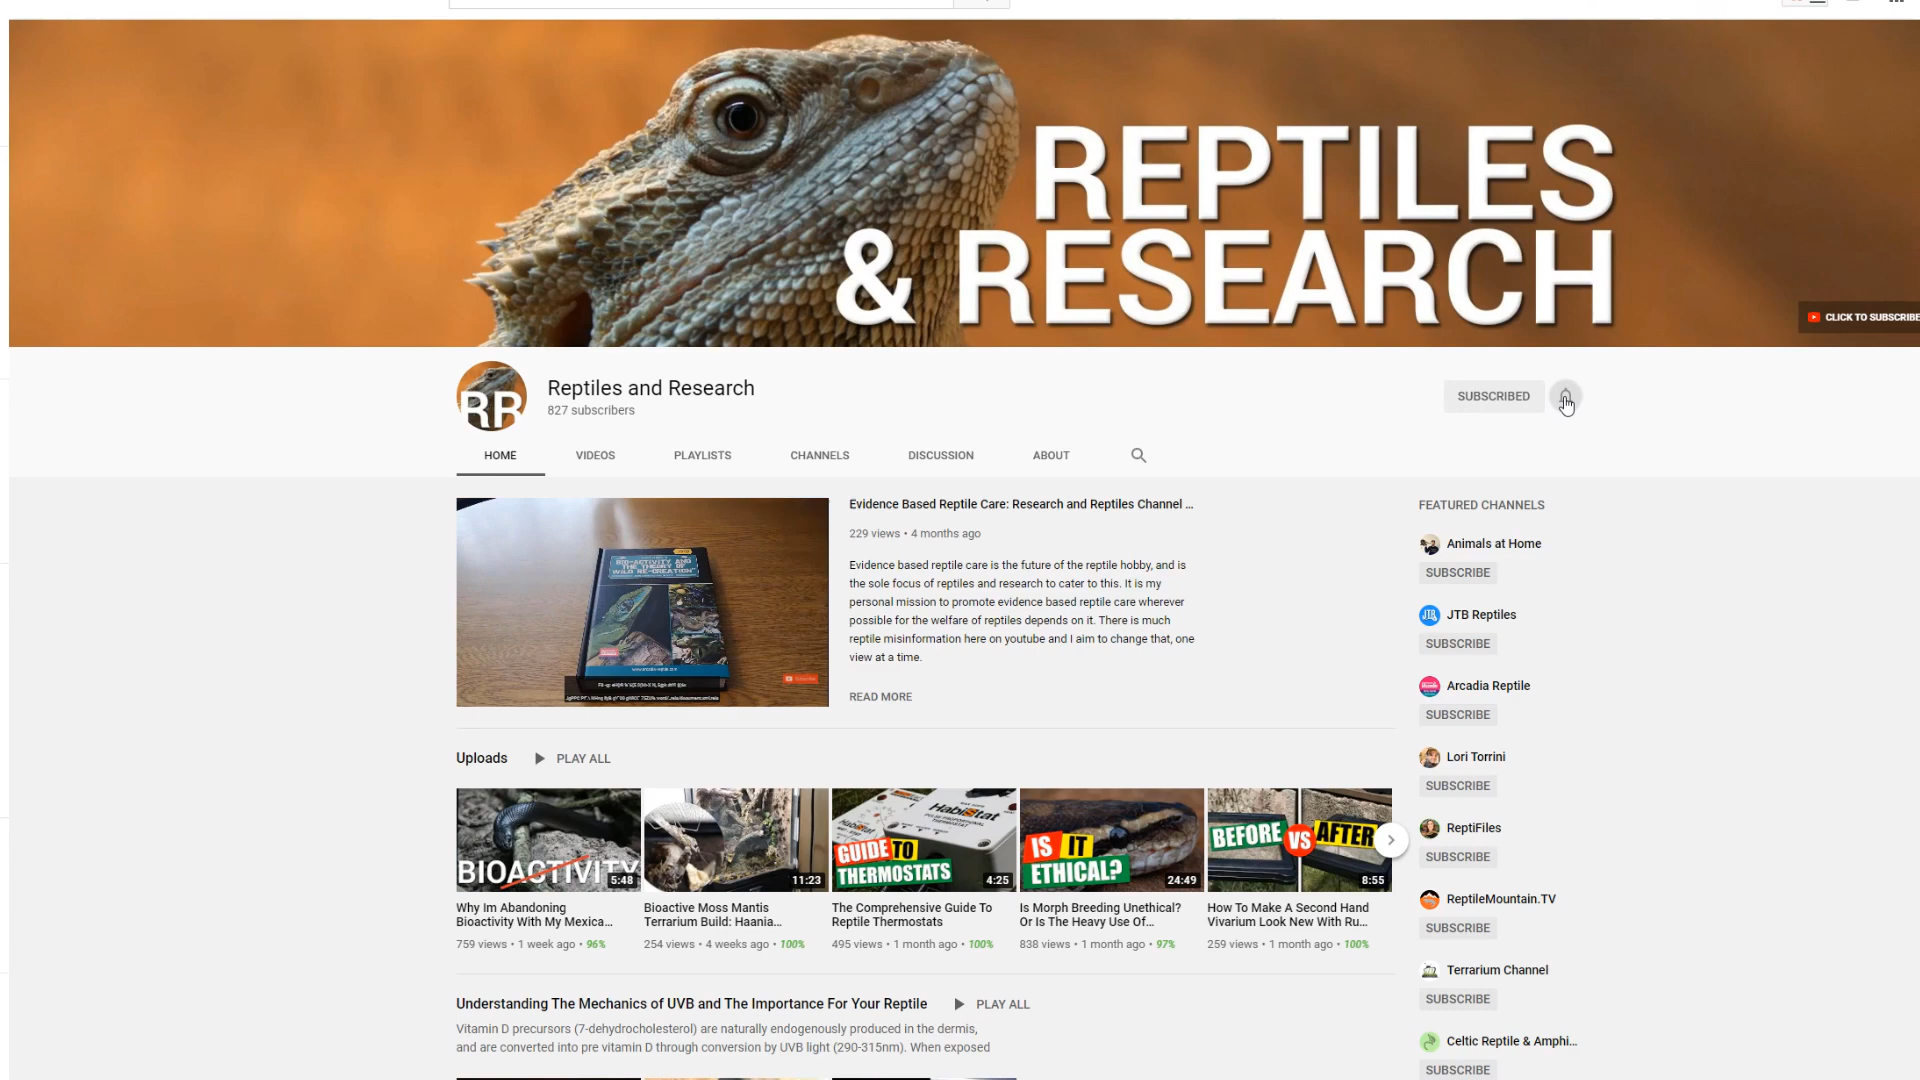 REPTILES
& RESEARCH
CLICK TO SUBSCRIBE
RR
Reptiles and Research
827 subscribers
SUBSCRIBED
HOME
VIDEOS
PLAYLISTS
CHANNELS
DISCUSSION
ABOUT
BIO-ACTIVITY AND
THE THEORY OF
WILD RE-CREATION
Evidence Based Reptile Care: Research and Reptiles Channel ...
229 views • 4 months ago
Evidence based reptile care is the future of the reptile hobby, and is
the sole focus of reptiles and research to cater to this. It is my
personal mission to promote evidence based reptile care wherever
possible for the welfare of reptiles depends on it. There is much
reptile misinformation here on youtube and I aim to change that, one
view at a time.
READ MORE
Uploads
PLAY ALL
BIOACTIVITY
5:48
Why Im Abandoning
Bioactivity With My Mexica...
759 views • 1 week ago • 96%
11:23
Bioactive Moss Mantis
Terrarium Build: Haania...
254 views • 4 weeks ago • 100%
HabiStat
GUIDE TO
THERMOSTATS
4:25
The Comprehensive Guide To
Reptile Thermostats
495 views • 1 month ago • 100%
IS IT
ETHICAL?
24:49
Is Morph Breeding Unethical?
Or Is The Heavy Use Of...
838 views • 1 month ago • 97%
BEFORE VS AFTER
8:55
How To Make A Second Hand
Vivarium Look New With Ru...
259 views • 1 month ago • 100%
Understanding The Mechanics of UVB and The Importance For Your Reptile
PLAY ALL
Vitamin D precursors (7-dehydrocholesterol) are naturally endogenously produced in the dermis,
and are converted into pre vitamin D through conversion by UVB light (290-315nm). When exposed
FEATURED CHANNELS
Animals at Home
SUBSCRIBE
JTB Reptiles
SUBSCRIBE
Arcadia Reptile
SUBSCRIBE
Lori Torrini
SUBSCRIBE
ReptiFiles
SUBSCRIBE
ReptileMountain.TV
SUBSCRIBE
Terrarium Channel
SUBSCRIBE
Celtic Reptile & Amphi...
SUBSCRIBE